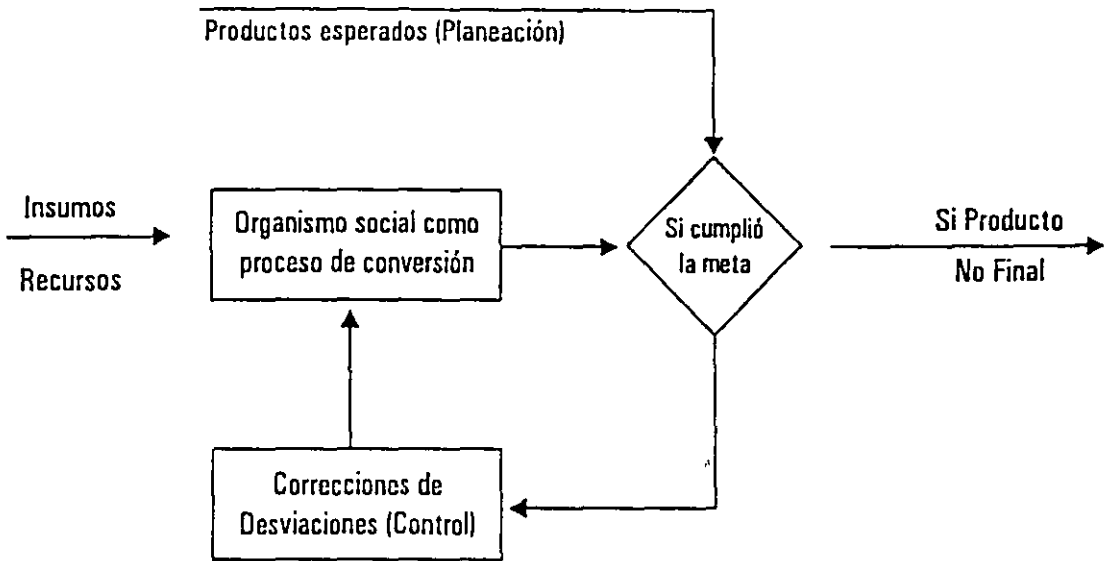 Productos esperados (Planeación)
Insumos
Recursos
Organismo social como
proceso de conversión
Si cumplió
la meta
Si Producto
No Final
Correcciones de
Desviaciones (Control)